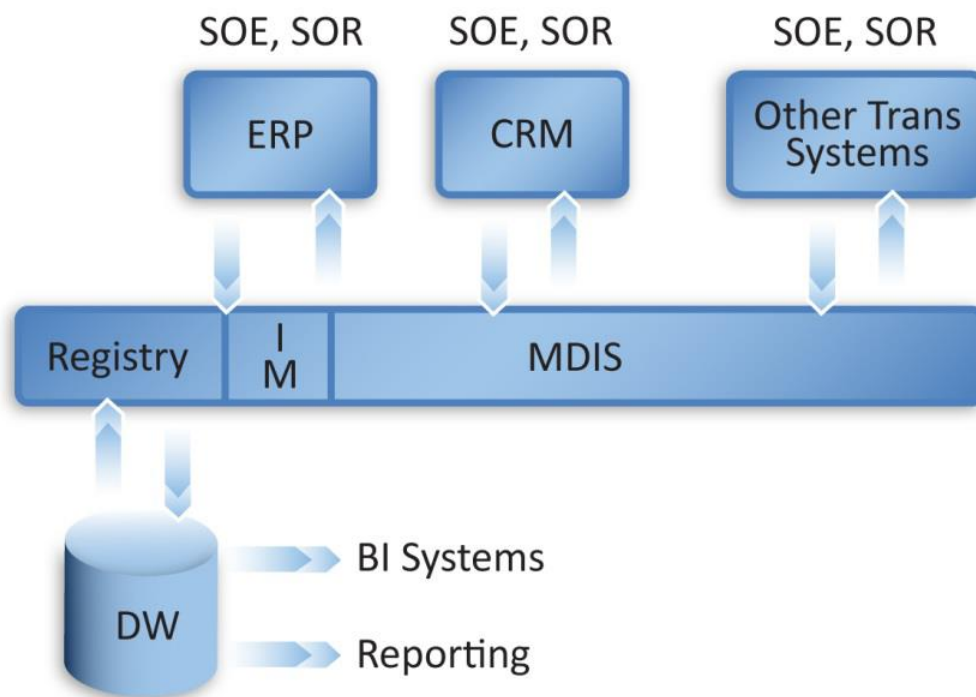 SOE, SOR
SOE, SOR
SOE, SOR
ERP
CRM
Other Trans
Systems
Registry
I
M
MDIS
DW
BI Systems
Reporting